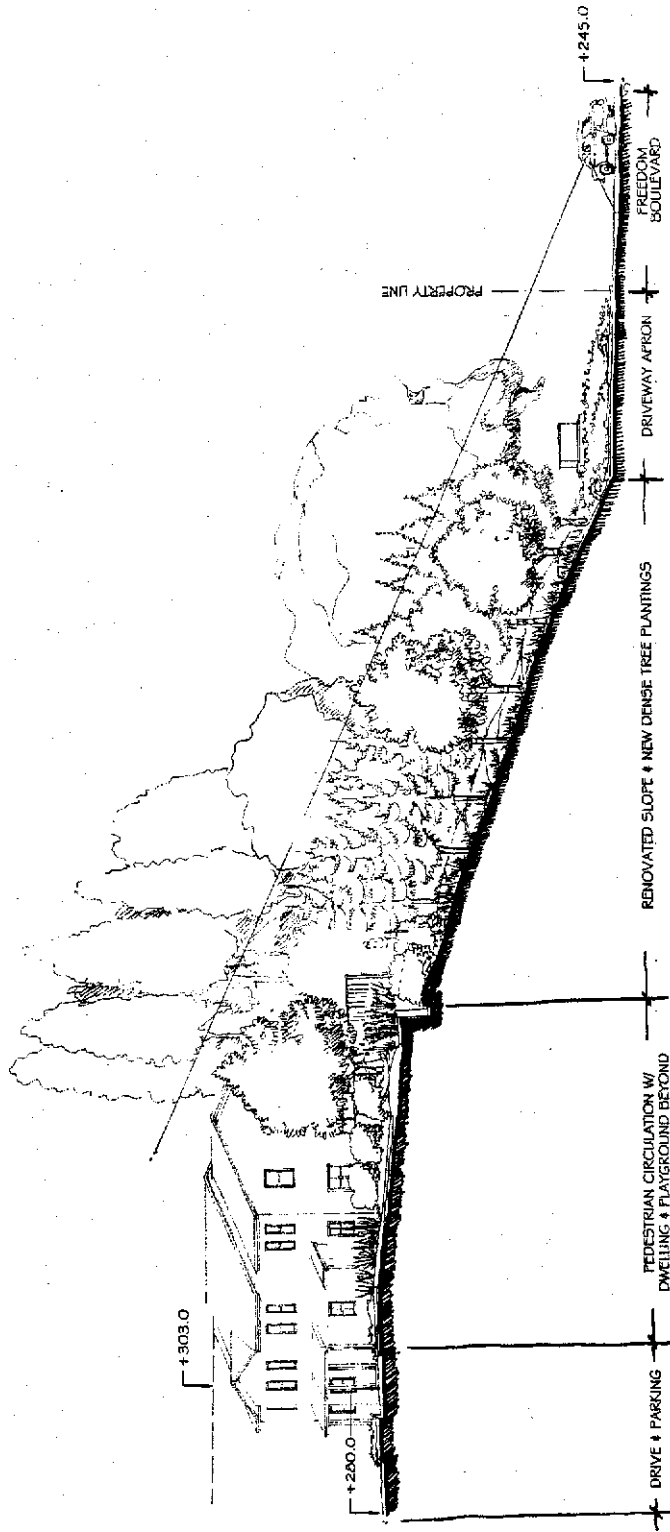 +303.0
+280.0
+245.0
PROPERTY LINE
DRIVE & PARKING
PEDESTRIAN CIRCULATION W/
DWELLING & PLAYGROUND BEYOND
RENOVATED SLOPE & NEW DENSE TREE PLANTINGS
DRIVEWAY APRON
FREEDOM
BOULEVARD